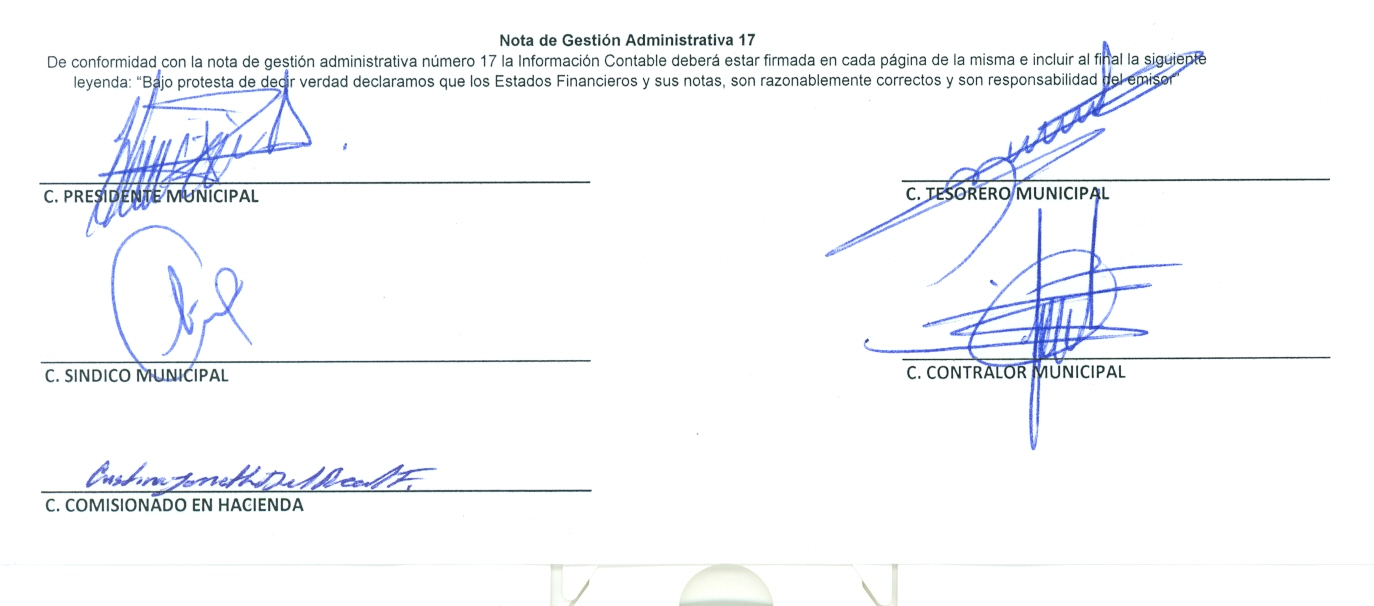 Nota de Gestión Administrativa 17
De conformidad con la nota de gestión administrativa número 17 la Información Contable deberá estar firmada en cada página de la misma e incluir al final la siguiente
leyenda: “Bajo protesta de decir verdad declaramos que los Estados Financieros y sus notas, son razonablemente correctos y son responsabilidad del emisor”
C. PRESIDENTE MUNICIPAL
C. TESORERO MUNICIPAL
C. SINDICO MUNICIPAL
C. CONTRALOR MUNICIPAL
C. COMISIONADO EN HACIENDA